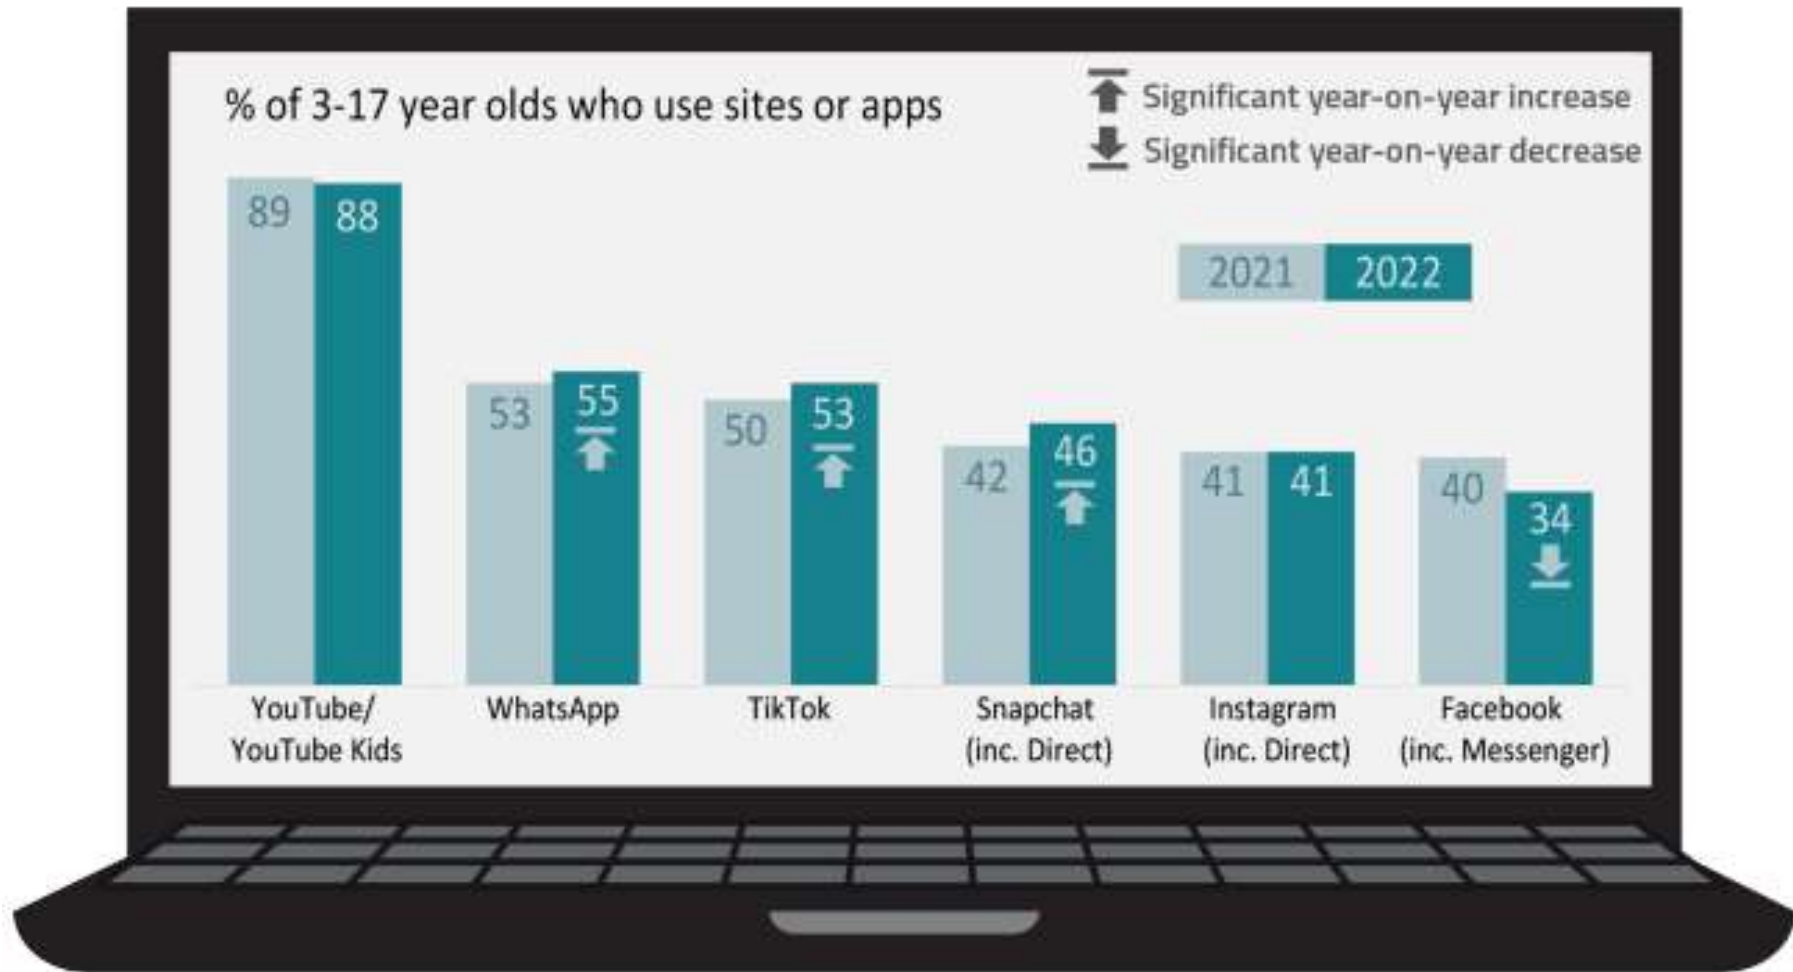 % of 3-17 year olds who use sites or apps
Significant year-on-year increase
Significant year-on-year decrease
2021 2022
89 88
53 55
50 53
42 46
41 41
40 34
YouTube/
YouTube Kids
WhatsApp
TikTok
Snapchat
(inc. Direct)
Instagram
(inc. Direct)
Facebook
(inc. Messenger)